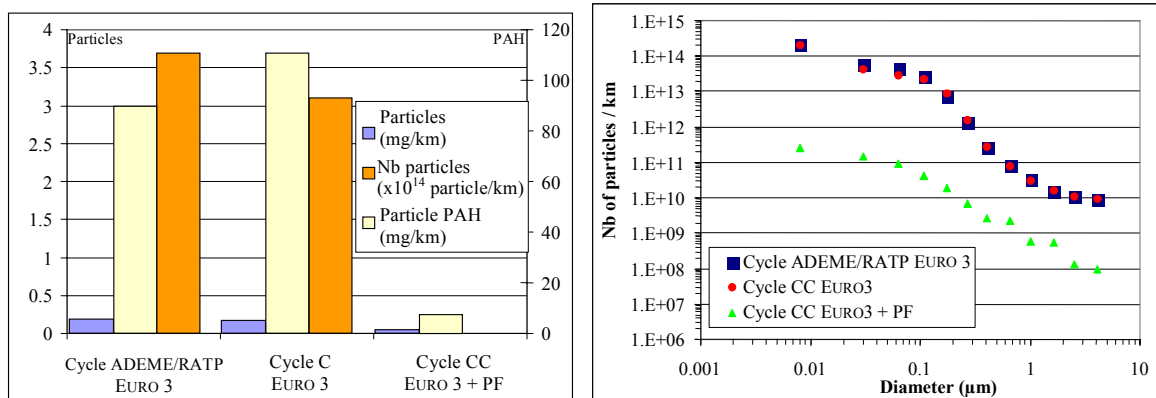 Particles
PAH
4
3.5
3
2.5
2
1.5
1
0.5
0
120
100
80
60
40
20
0
Particles
(mg/km)
Nb particles
(x10¹⁴ particle/km)
Particle PAH
(mg/km)
Cycle ADEME/RATP
EURO 3
Cycle C
EURO 3
Cycle CC
EURO 3 + PF
Nb of particles / km
1.E+15
1.E+14
1.E+13
1.E+12
1.E+11
1.E+10
1.E+09
1.E+08
1.E+07
1.E+06
Cycle ADEME/RATP EURO 3
Cycle CC EURO3
Cycle CC EURO3 + PF
0.001
0.01
0.1
1
10
Diameter (µm)